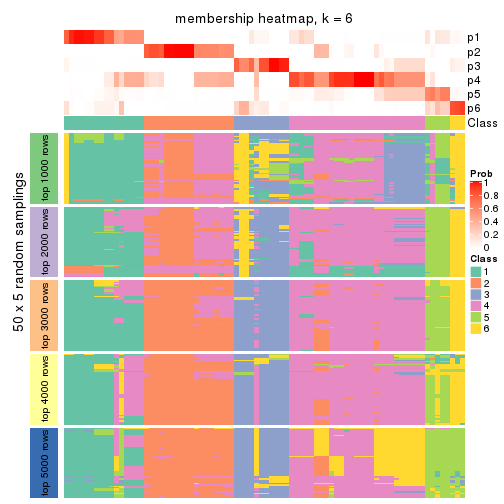 membership heatmap, k = 6
p1
p2
p3
p4
p5
p6
Class
50 x 5 random samplings
top 1000 rows
top 2000 rows
top 3000 rows
top 4000 rows
top 5000 rows
Prob
1
0.8
0.6
0.4
0.2
0
Class
1
2
3
4
5
6